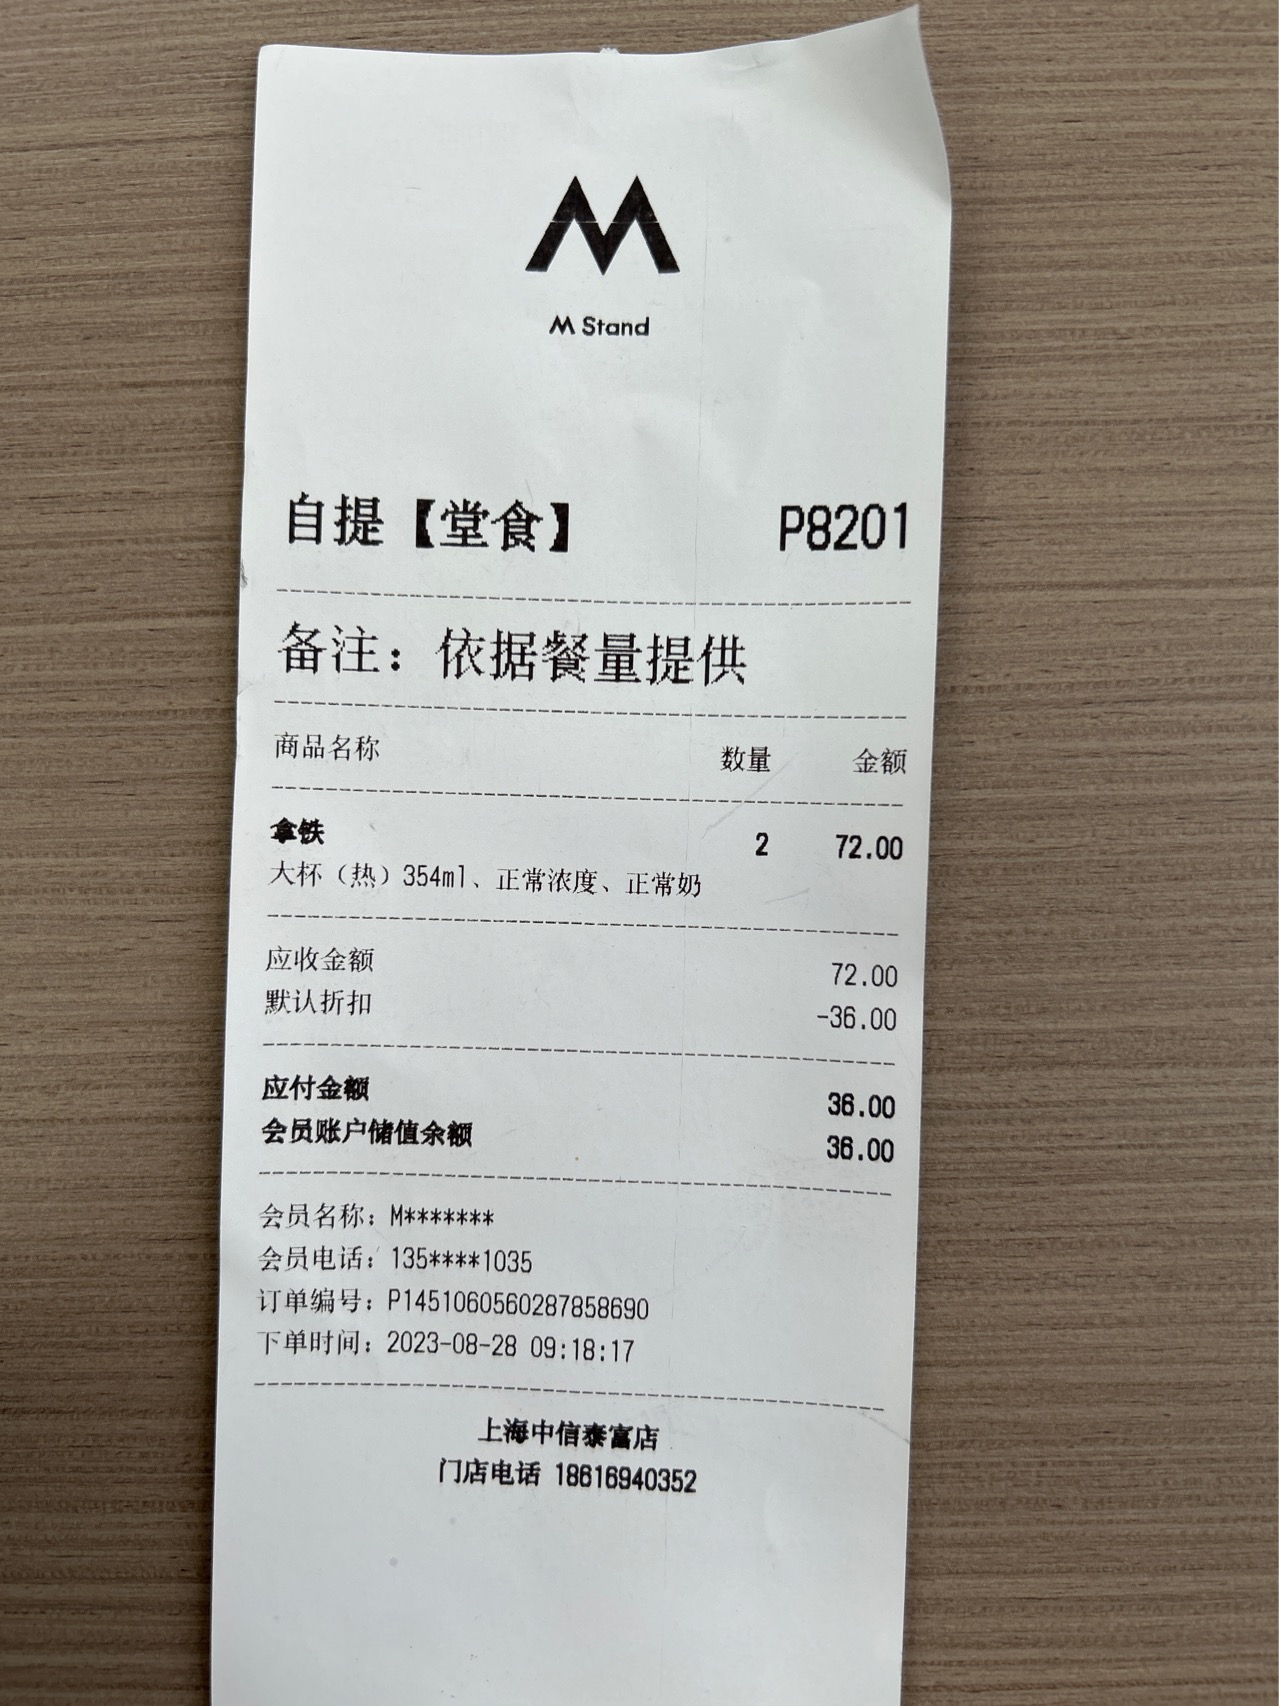 M
M Stand
自提【堂食】 P8201
备注：依据餐量提供
商品名称 数量 金额
拿铁 2 72.00
大杯（热）354ml、正常浓度、正常奶
应收金额 72.00
默认折扣 -36.00
应付金额 36.00
会员账户储值余额 36.00
会员名称：M*******
会员电话：135****1035
订单编号：P1451060560287858690
下单时间：2023-08-28 09:18:17
上海中信泰富店
门店电话 18616940352